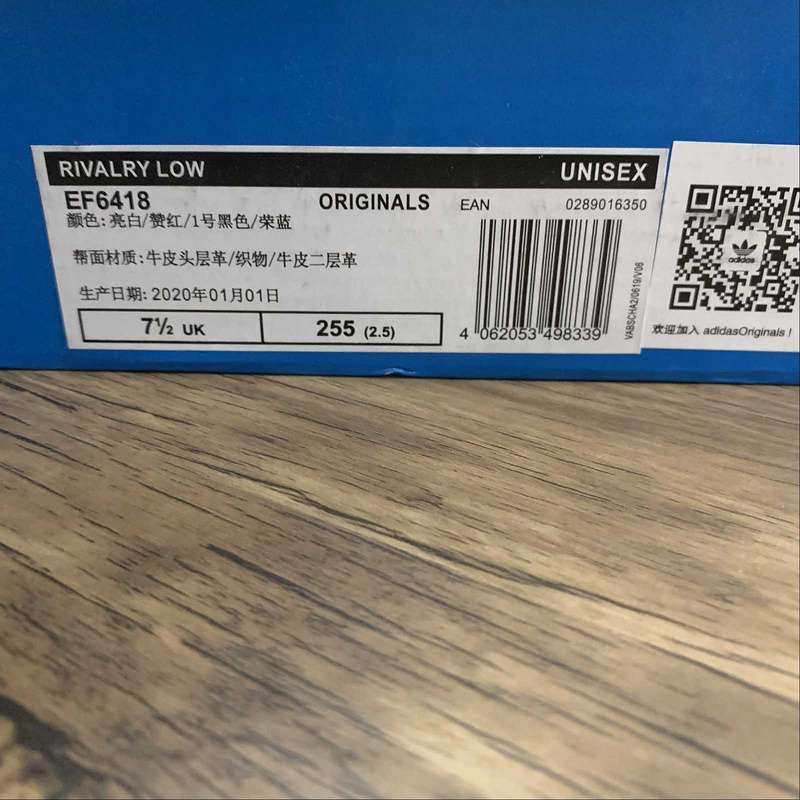 RIVALRY LOW UNISEX
EF6418 ORIGINALS EAN 0289016350
颜色: 亮白/赞红/1号黑色/荣蓝
帮面材质: 牛皮头层革/织物/牛皮二层革
生产日期: 2020年01月01日
7½ UK 255 (2.5)
4 062053 498339
VABSCHA2/0619/V06
adidas
欢迎加入 adidasOriginals !